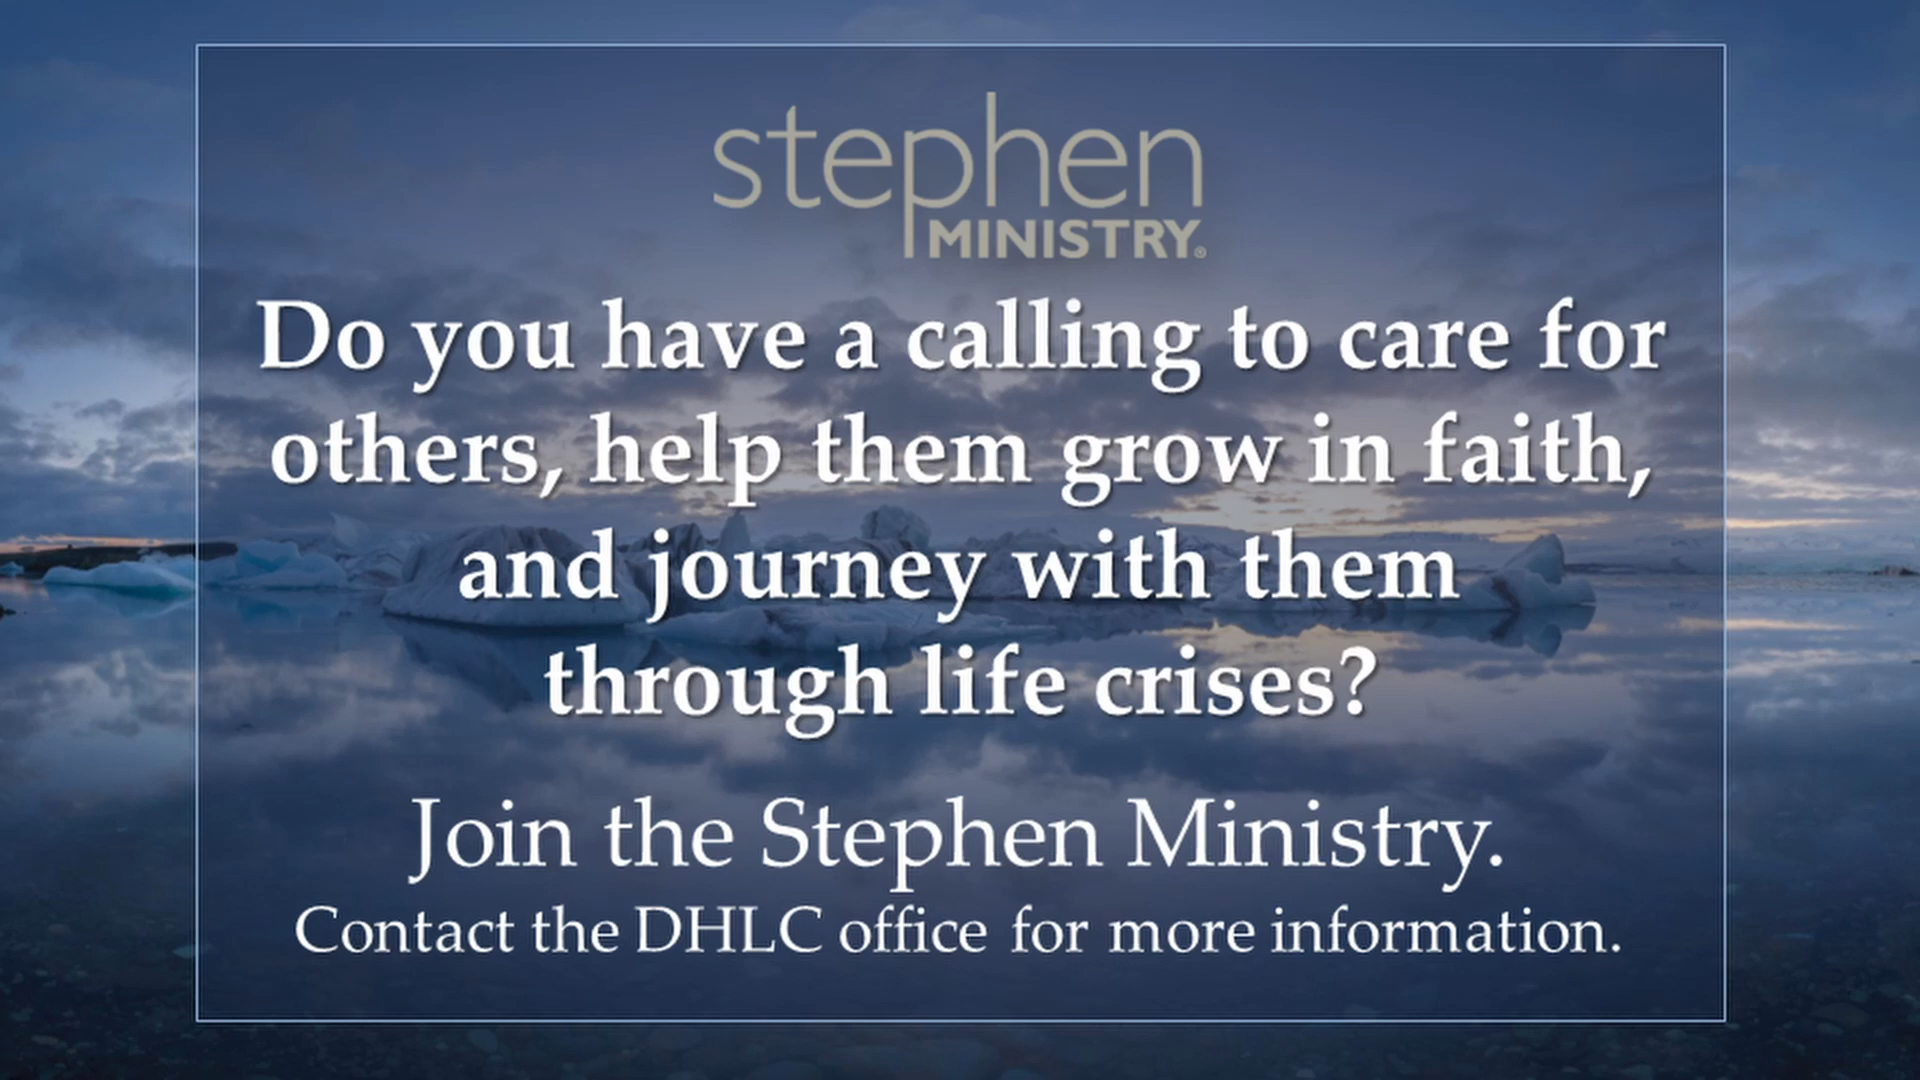 stephen
MINISTRY®
Do you have a calling to care for
others, help them grow in faith,
and journey with them
through life crises?
Join the Stephen Ministry.
Contact the DHLC office for more information.